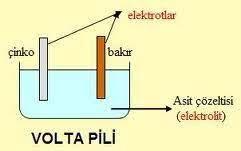 elektrotlar
çinko
bakır
Asit çözeltisi
(elektrolit)
VOLTA PİLİ